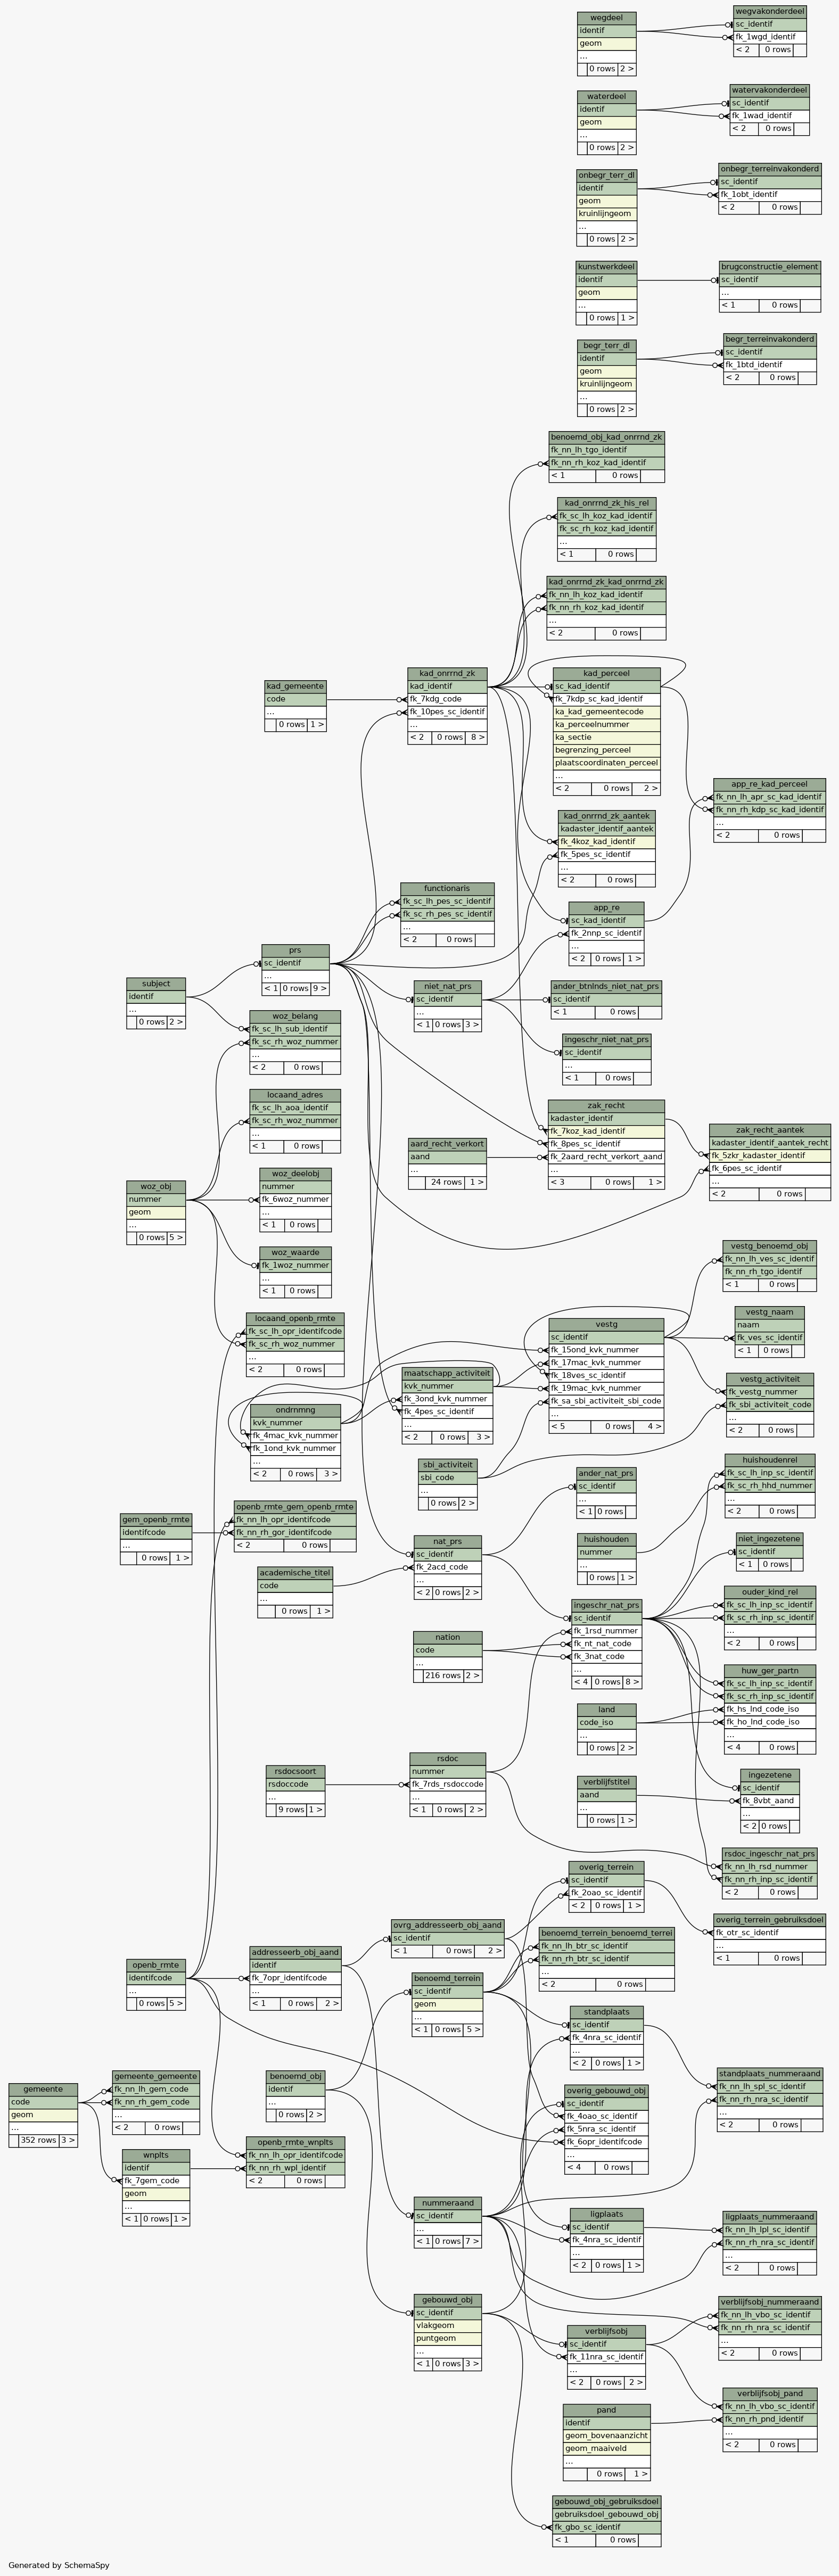 wegdeel
identif
geom
...
0 rows 2 >
wegvakonderdeel
sc_identif
fk_1wgd_identif
< 2 0 rows
waterdeel
identif
geom
...
0 rows 2 >
watervakonderdeel
sc_identif
fk_1wad_identif
< 2 0 rows
onbegr_terr_dl
identif
geom
kruinlijngeom
...
0 rows 2 >
onbegr_terreinvakonderd
sc_identif
fk_1obt_identif
< 2 0 rows
kunstwerkdeel
identif
geom
...
0 rows 1 >
brugconstructie_element
sc_identif
...
< 1 0 rows
begr_terr_dl
identif
geom
kruinlijngeom
...
0 rows 2 >
begr_terreinvakonderd
sc_identif
fk_1btd_identif
< 2 0 rows
benoemd_obj_kad_onrrnd_zk
fk_nn_lh_tgo_identif
fk_nn_rh_koz_kad_identif
< 1 0 rows
kad_onrrnd_zk_his_rel
fk_sc_lh_koz_kad_identif
fk_sc_rh_koz_kad_identif
...
< 1 0 rows
kad_onrrnd_zk_kad_onrrnd_zk
fk_nn_lh_koz_kad_identif
fk_nn_rh_koz_kad_identif
...
< 2 0 rows
kad_gemeente
code
...
0 rows 1 >
kad_onrrnd_zk
kad_identif
fk_7kdg_code
fk_10pes_sc_identif
...
< 2 0 rows 8 >
kad_perceel
sc_kad_identif
fk_7kdp_sc_kad_identif
ka_kad_gemeentecode
ka_perceelnummer
ka_sectie
begrenzing_perceel
plaatscoordinaten_perceel
...
< 2 0 rows 2 >
app_re_kad_perceel
fk_nn_lh_apr_sc_kad_identif
fk_nn_rh_kdp_sc_kad_identif
...
< 2 0 rows
kad_onrrnd_zk_aantek
kadaster_identif_aantek
fk_4koz_kad_identif
fk_5pes_sc_identif
...
< 2 0 rows
functionaris
fk_sc_lh_pes_sc_identif
fk_sc_rh_pes_sc_identif
...
< 2 0 rows
app_re
sc_kad_identif
fk_2nnp_sc_identif
...
< 2 0 rows 1 >
prs
sc_identif
...
< 1 0 rows 9 >
subject
identif
...
0 rows 2 >
niet_nat_prs
sc_identif
...
< 1 0 rows 3 >
ander_btnlnds_niet_nat_prs
sc_identif
< 1 0 rows
woz_belang
fk_sc_lh_sub_identif
fk_sc_rh_woz_nummer
...
< 2 0 rows
ingeschr_niet_nat_prs
sc_identif
...
< 1 0 rows
locaand_adres
fk_sc_lh_aoa_identif
fk_sc_rh_woz_nummer
...
< 1 0 rows
zak_recht
kadaster_identif
fk_7koz_kad_identif
fk_8pes_sc_identif
fk_2aard_recht_verkort_aand
...
< 3 0 rows 1 >
aard_recht_verkort
aand
...
24 rows 1 >
zak_recht_aantek
kadaster_identif_aantek_recht
fk_5zkr_kadaster_identif
fk_6pes_sc_identif
...
< 2 0 rows
woz_obj
nummer
geom
...
0 rows 5 >
woz_deelobj
nummer
fk_6woz_nummer
...
< 1 0 rows
woz_waarde
fk_1woz_nummer
...
< 1 0 rows
vestg_benoemd_obj
fk_nn_lh_ves_sc_identif
fk_nn_rh_tgo_identif
< 1 0 rows
locaand_openb_rmte
fk_sc_lh_opr_identifcode
fk_sc_rh_woz_nummer
...
< 2 0 rows
vestg
sc_identif
fk_15ond_kvk_nummer
fk_17mac_kvk_nummer
fk_18ves_sc_identif
fk_19mac_kvk_nummer
fk_sa_sbi_activiteit_sbi_code
...
< 5 0 rows 4 >
vestg_naam
naam
fk_ves_sc_identif
< 1 0 rows
maatschapp_activiteit
kvk_nummer
fk_3ond_kvk_nummer
fk_4pes_sc_identif
...
< 2 0 rows 3 >
vestg_activiteit
fk_vestg_nummer
fk_sbi_activiteit_code
...
< 2 0 rows
ondrnmng
kvk_nummer
fk_4mac_kvk_nummer
fk_1ond_kvk_nummer
...
< 2 0 rows 3 >
sbi_activiteit
sbi_code
...
0 rows 2 >
huishoudenrel
fk_sc_lh_inp_sc_identif
fk_sc_rh_hhd_nummer
...
< 2 0 rows
ander_nat_prs
sc_identif
...
< 1 0 rows
openb_rmte_gem_openb_rmte
fk_nn_lh_opr_identifcode
fk_nn_rh_gor_identifcode
< 2 0 rows
gem_openb_rmte
identifcode
...
0 rows 1 >
huishouden
nummer
...
0 rows 1 >
niet_ingezetene
sc_identif
< 1 0 rows
nat_prs
sc_identif
fk_2acd_code
...
< 2 0 rows 2 >
academische_titel
code
...
0 rows 1 >
ouder_kind_rel
fk_sc_lh_inp_sc_identif
fk_sc_rh_inp_sc_identif
...
< 2 0 rows
ingeschr_nat_prs
sc_identif
fk_1rsd_nummer
fk_nt_nat_code
fk_3nat_code
...
< 4 0 rows 8 >
nation
code
...
216 rows 2 >
huw_ger_partn
fk_sc_lh_inp_sc_identif
fk_sc_rh_inp_sc_identif
fk_hs_lnd_code_iso
fk_ho_lnd_code_iso
...
< 4 0 rows
land
code_iso
...
0 rows 2 >
rsdocsoort
rsdoccode
...
9 rows 1 >
rsdoc
nummer
fk_7rds_rsdoccode
...
< 1 0 rows 2 >
verblijfstitel
aand
...
0 rows 1 >
ingezetene
sc_identif
fk_8vbt_aand
...
< 2 0 rows
rsdoc_ingeschr_nat_prs
fk_nn_lh_rsd_nummer
fk_nn_rh_inp_sc_identif
< 2 0 rows
overig_terrein
sc_identif
fk_2oao_sc_identif
< 2 0 rows 1 >
overig_terrein_gebruiksdoel
fk_otr_sc_identif
...
< 1 0 rows
ovrg_addresseerb_obj_aand
sc_identif
< 1 0 rows 2 >
benoemd_terrein_benoemd_terrei
fk_nn_lh_btr_sc_identif
fk_nn_rh_btr_sc_identif
...
< 2 0 rows
addresseerb_obj_aand
identif
fk_7opr_identifcode
...
< 1 0 rows 2 >
openb_rmte
identifcode
...
0 rows 5 >
benoemd_terrein
sc_identif
geom
...
< 1 0 rows 5 >
standplaats
sc_identif
fk_4nra_sc_identif
...
< 2 0 rows 1 >
standplaats_nummeraand
fk_nn_lh_spl_sc_identif
fk_nn_rh_nra_sc_identif
...
< 2 0 rows
gemeente
code
geom
...
352 rows 3 >
gemeente_gemeente
fk_nn_lh_gem_code
fk_nn_rh_gem_code
...
< 2 0 rows
benoemd_obj
identif
...
0 rows 2 >
overig_gebouwd_obj
sc_identif
fk_4oao_sc_identif
fk_5nra_sc_identif
fk_6opr_identifcode
...
< 4 0 rows
wnplts
identif
fk_7gem_code
geom
...
< 1 0 rows 1 >
openb_rmte_wnplts
fk_nn_lh_opr_identifcode
fk_nn_rh_wpl_identif
< 2 0 rows
nummeraand
sc_identif
...
< 1 0 rows 7 >
ligplaats
sc_identif
fk_4nra_sc_identif
...
< 2 0 rows 1 >
ligplaats_nummeraand
fk_nn_lh_lpl_sc_identif
fk_nn_rh_nra_sc_identif
...
< 2 0 rows
gebouwd_obj
sc_identif
vlakgeom
puntgeom
...
< 1 0 rows 3 >
verblijfsobj_nummeraand
fk_nn_lh_vbo_sc_identif
fk_nn_rh_nra_sc_identif
...
< 2 0 rows
verblijfsobj
sc_identif
fk_11nra_sc_identif
...
< 2 0 rows 2 >
verblijfsobj_pand
fk_nn_lh_vbo_sc_identif
fk_nn_rh_pnd_identif
...
< 2 0 rows
pand
identif
geom_bovenaanzicht
geom_maaiveld
...
0 rows 1 >
gebouwd_obj_gebruiksdoel
gebruiksdoel_gebouwd_obj
fk_gbo_sc_identif
< 1 0 rows
Generated by SchemaSpy